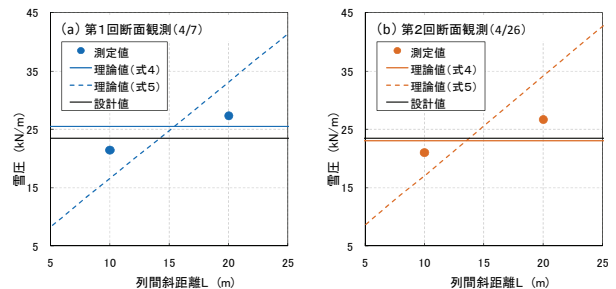 (a) 第1回断面観測(4/7)
45
35
25
15
5
雪圧 (kN/m)
測定値
理論値(式4)
理論値(式5)
設計値
5 10 15 20 25
列間斜距離L (m)
(b) 第2回断面観測(4/26)
45
35
25
15
5
雪圧 (kN/m)
測定値
理論値(式4)
理論値(式5)
設計値
5 10 15 20 25
列間斜距離L (m)